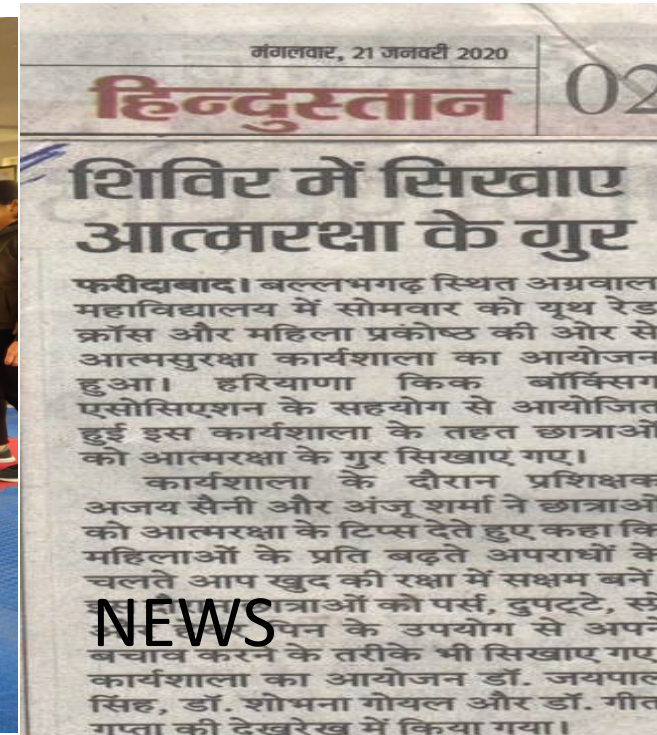 मंगलवार, 21 जनवरी 2020
हिन्दुस्तान
02
शिविर में सिखाए
आत्मरक्षा के गुर
फरीदाबाद। बल्लभगढ़ स्थित अग्रवाल
महाविद्यालय में सोमवार को यूथ रेड
क्रॉस और महिला प्रकोष्ठ की ओर से
आत्मसुरक्षा कार्यशाला का आयोजन
हुआ। हरियाणा किक बॉक्सिंग
एसोसिएशन के सहयोग से आयोजित
हुई इस कार्यशाला के तहत छात्राओं
को आत्मरक्षा के गुर सिखाए गए।
कार्यशाला के दौरान प्रशिक्षक
अजय सैनी और अंजू शर्मा ने छात्राओं
को आत्मरक्षा के टिप्स देते हुए कहा कि
महिलाओं के प्रति बढ़ते अपराधों के
चलते आप खुद की रक्षा में सक्षम बनें
को पर्स, दुपट्टे,
पिन के उपयोग से अपने
बचाव करने के तरीके भी सिखाए गए
कार्यशाला का आयोजन डॉ. जयपाल
सिंह, डॉ. शोभना गोयल और डॉ. गीता
गुप्ता की देखरेख में किया गया।
NEWS